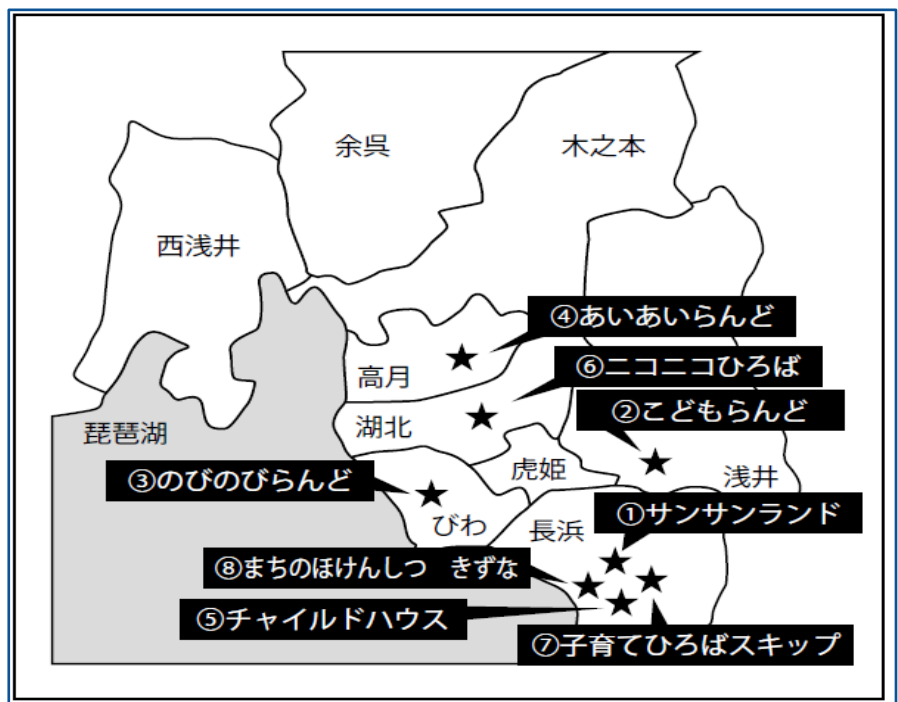 余呉
木之本
西浅井
④あいあいらんど
⑥ニコニコひろば
高月
②こどもらんど
湖北
琵琶湖
虎姫
浅井
③のびのびらんど
①サンサンランド
びわ
長浜
⑧まちのほけんしつ　きずな
⑤チャイルドハウス
⑦子育てひろばスキップ